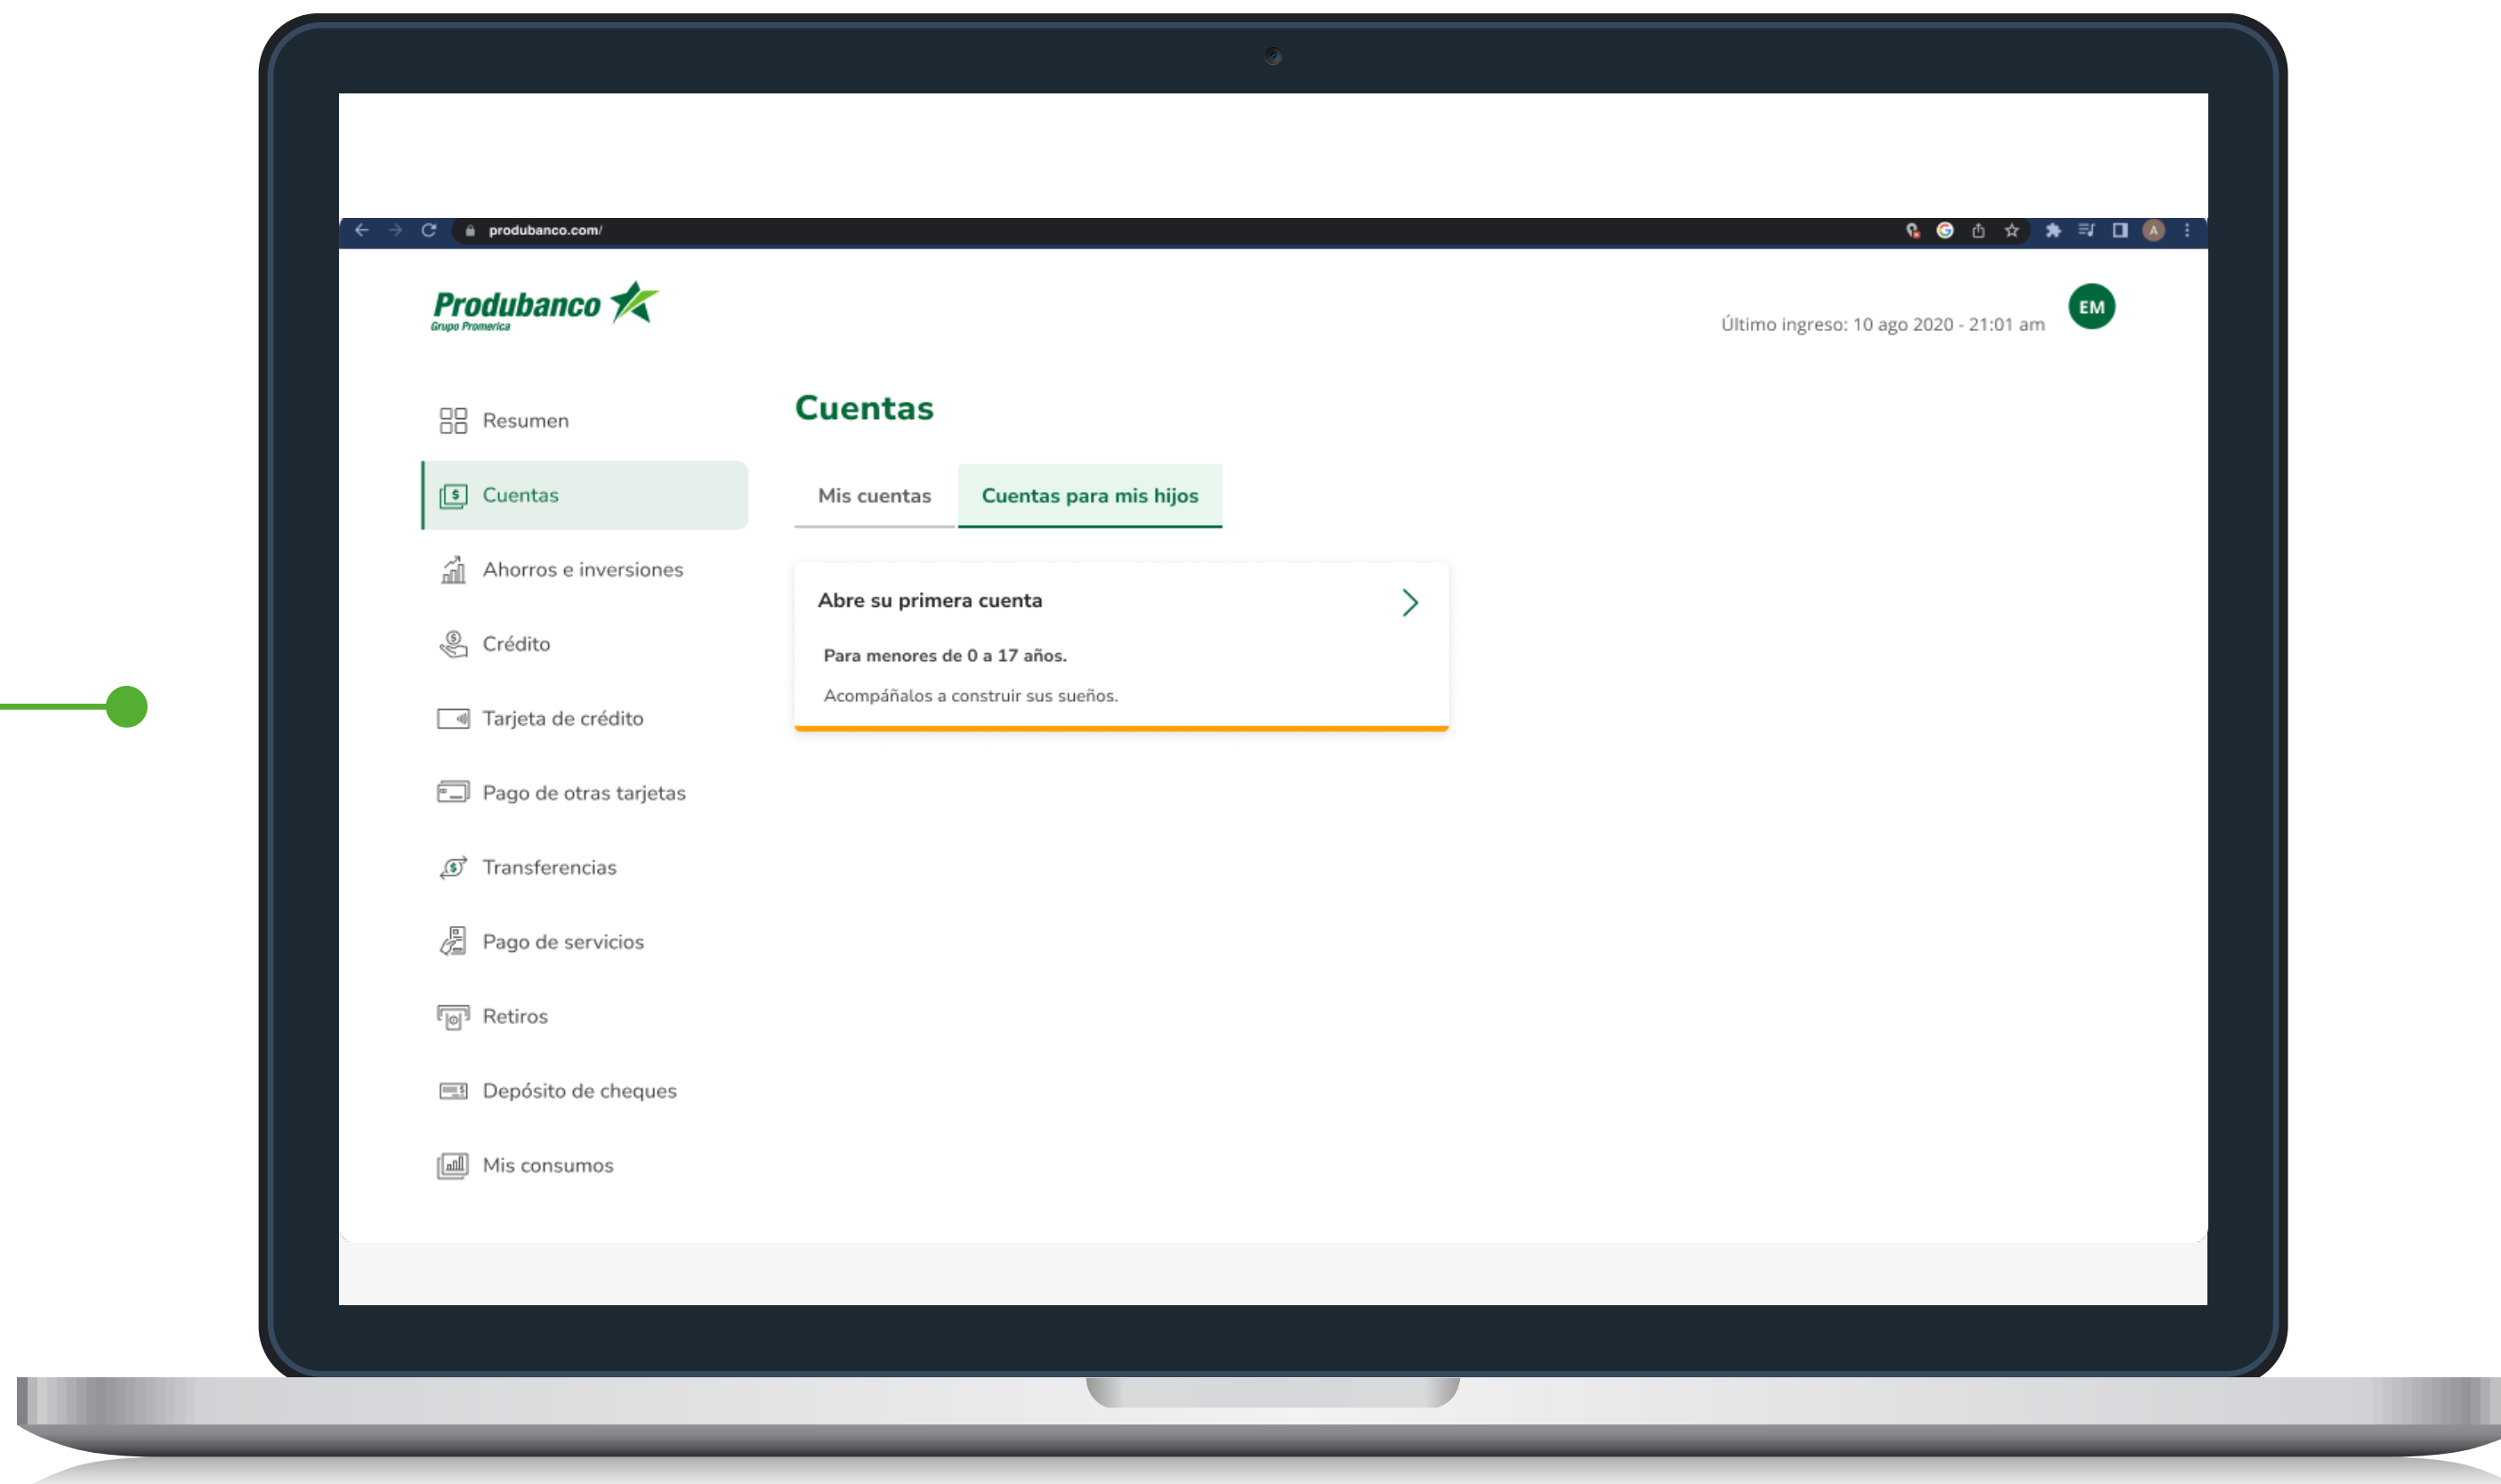 produbanco.com/
A
Produbanco
Grupo Promerica
Último ingreso: 10 ago 2020 - 21:01 am
EM
Resumen
Cuentas
Ahorros e inversiones
Crédito
Tarjeta de crédito
Pago de otras tarjetas
Transferencias
Pago de servicios
Retiros
Depósito de cheques
Mis consumos
Cuentas
Mis cuentas
Cuentas para mis hijos
Abre su primera cuenta
Para menores de 0 a 17 años.
Acompáñalos a construir sus sueños.